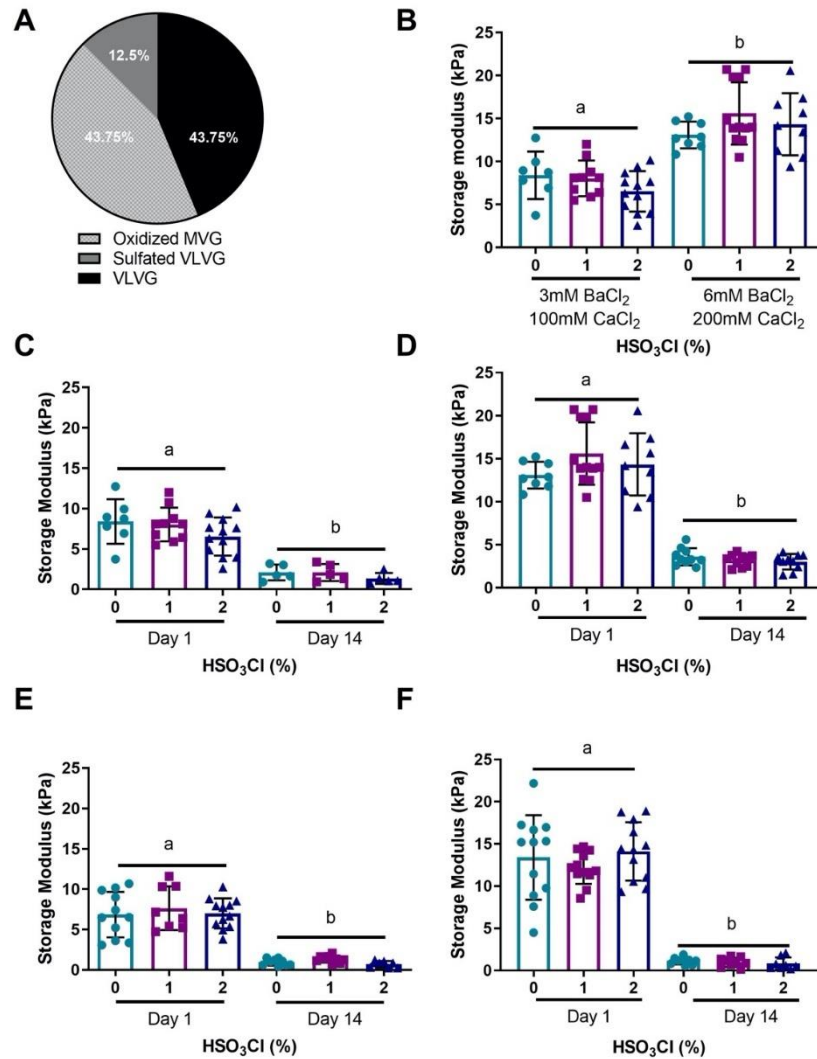 A
12.5%
43.75%
43.75%
Oxidized MVG
Sulfated VLVG
VLVG
B
Storage modulus (kPa)
25
20
15
10
5
0
a
b
0 1 2 0 1 2
3mM BaCl₂ 6mM BaCl₂
100mM CaCl₂ 200mM CaCl₂
HSO₃Cl (%)
C
Storage Modulus (kPa)
25
20
15
10
5
0
a
b
0 1 2 0 1 2
Day 1 Day 14
HSO₃Cl (%)
D
Storage Modulus (kPa)
25
20
15
10
5
0
a
b
0 1 2 0 1 2
Day 1 Day 14
HSO₃Cl (%)
E
Storage Modulus (kPa)
25
20
15
10
5
0
a
b
0 1 2 0 1 2
Day 1 Day 14
HSO₃Cl (%)
F
Storage Modulus (kPa)
25
20
15
10
5
0
a
b
0 1 2 0 1 2
Day 1 Day 14
HSO₃Cl (%)